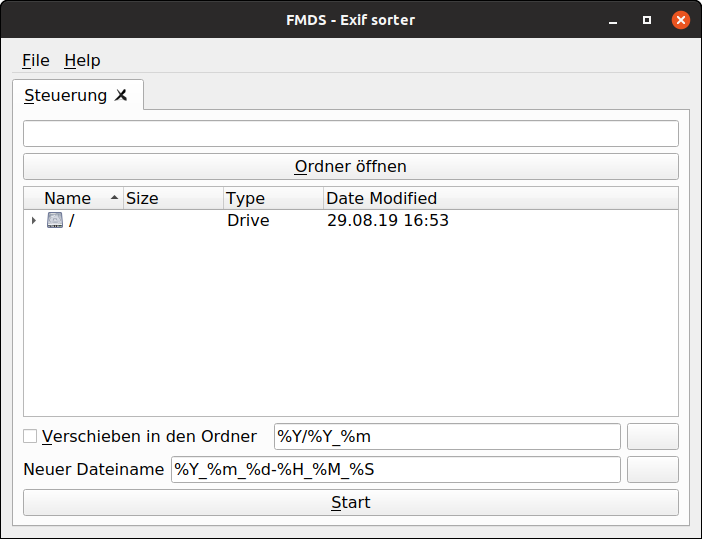 FMDS - Exif sorter
File Help
Steuerung
Ordner öffnen
Name Size Type Date Modified
/ Drive 29.08.19 16:53
Verschieben in den Ordner %Y/%Y_%m
Neuer Dateiname %Y_%m_%d-%H_%M_%S
Start